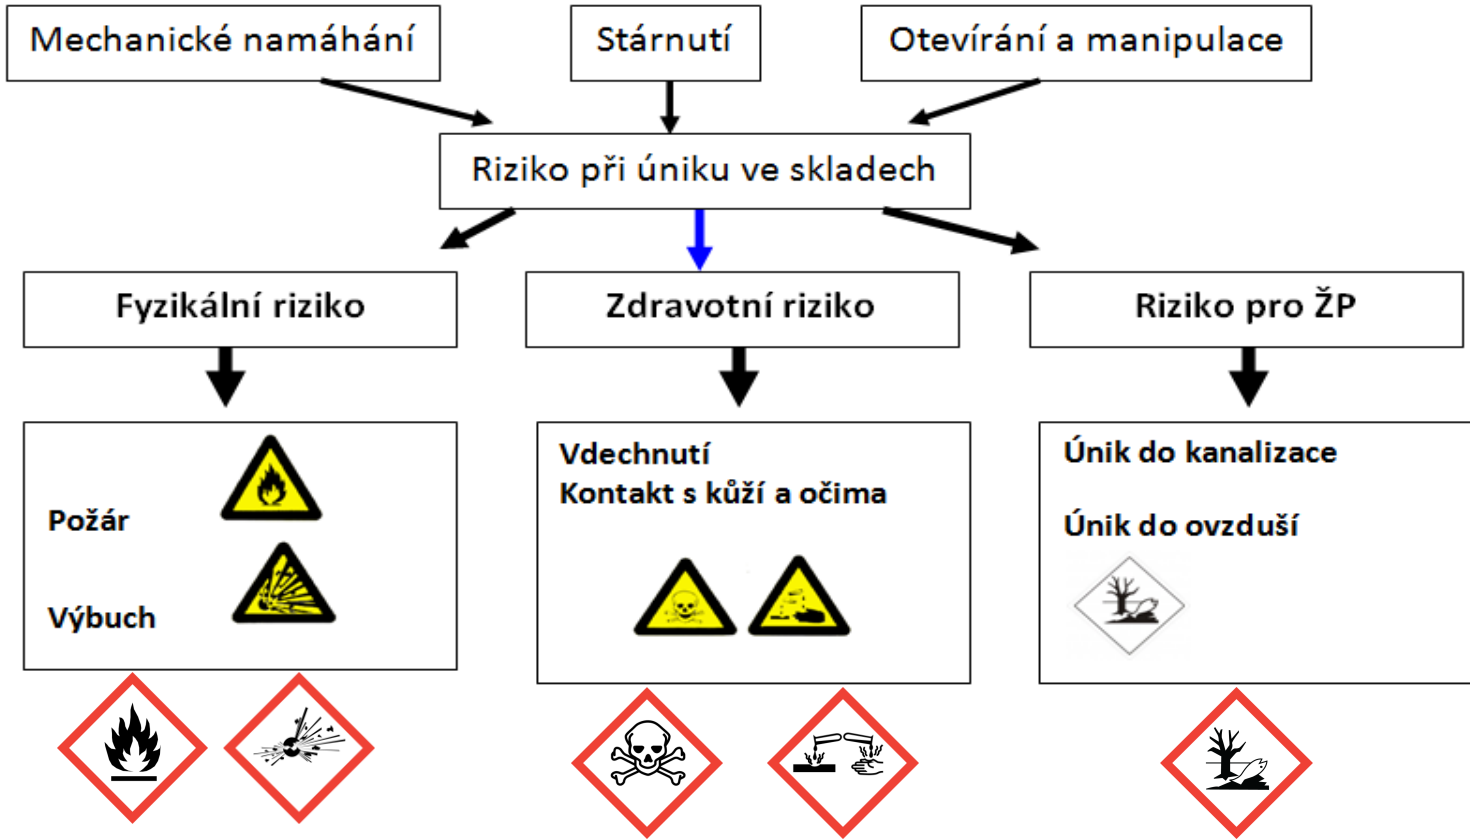 Mechanické namáhání
Stárnutí
Otevírání a manipulace
Riziko při úniku ve skladech
Fyzikální riziko
Zdravotní riziko
Riziko pro ŽP
Požár
Výbuch
Vdechnutí
Kontakt s kůží a očima
Únik do kanalizace
Únik do ovzduší